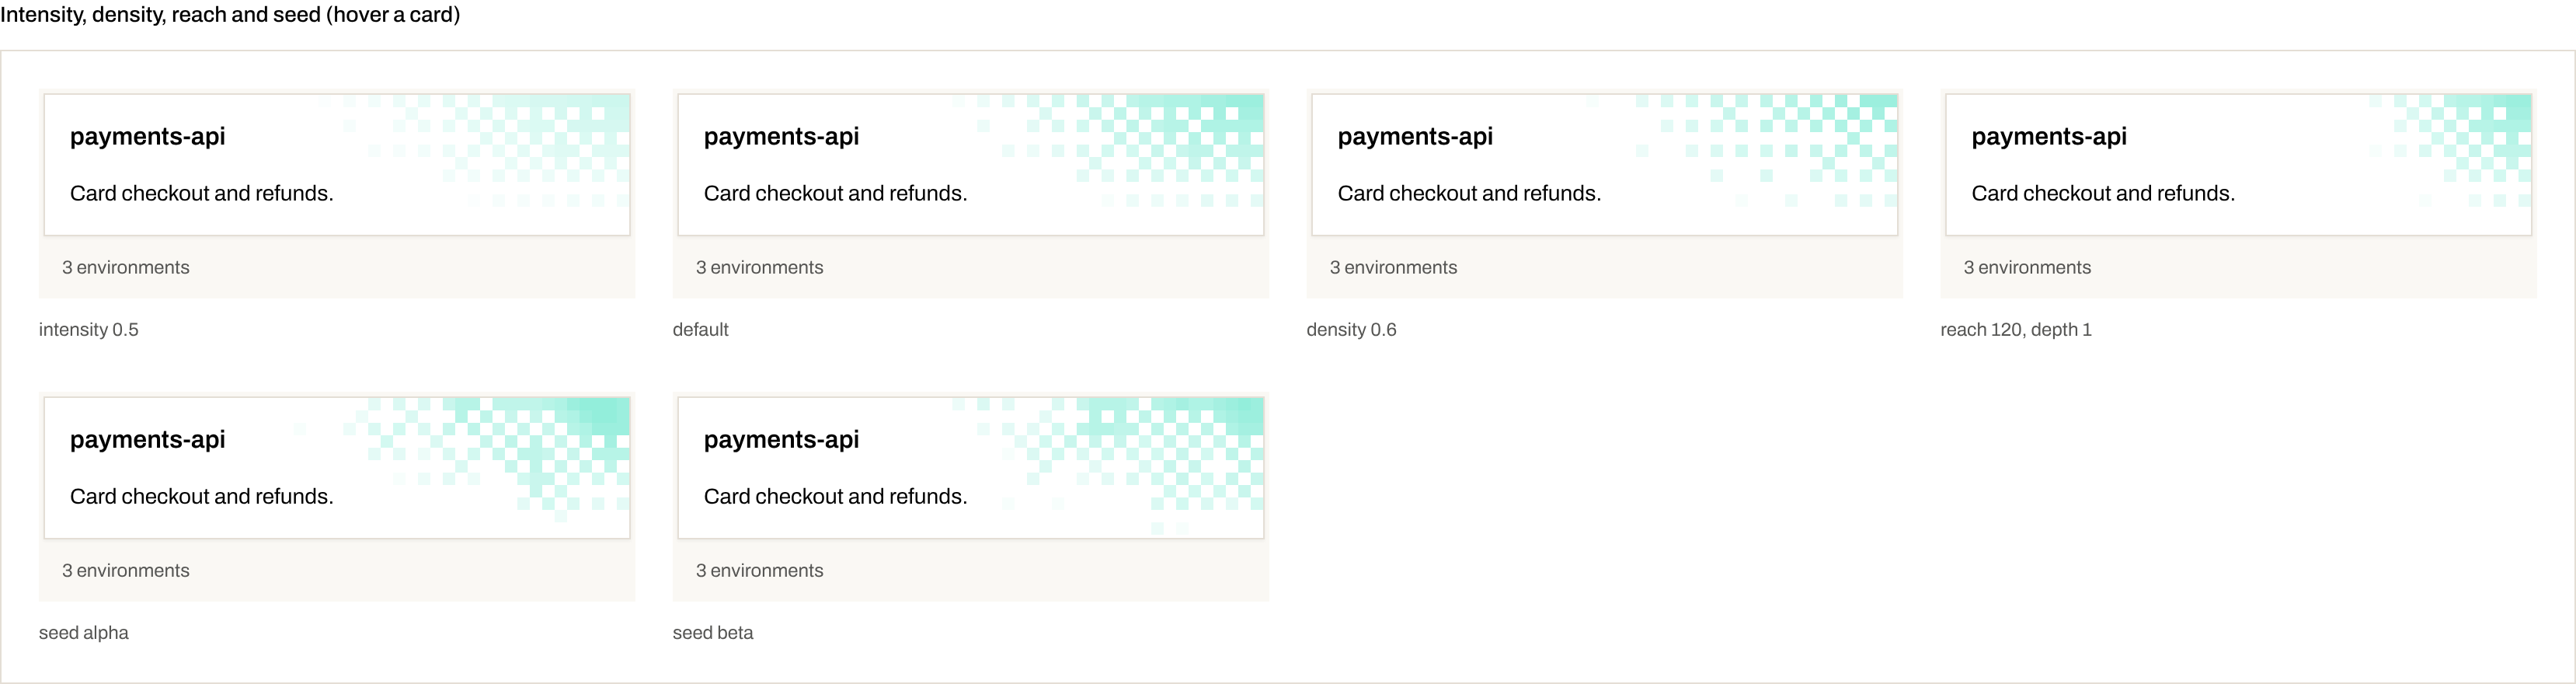 Intensity, density, reach and seed (hover a card)
payments-api
Card checkout and refunds.
3 environments
intensity 0.5
payments-api
Card checkout and refunds.
3 environments
default
payments-api
Card checkout and refunds.
3 environments
density 0.6
payments-api
Card checkout and refunds.
3 environments
reach 120, depth 1
payments-api
Card checkout and refunds.
3 environments
seed alpha
payments-api
Card checkout and refunds.
3 environments
seed beta